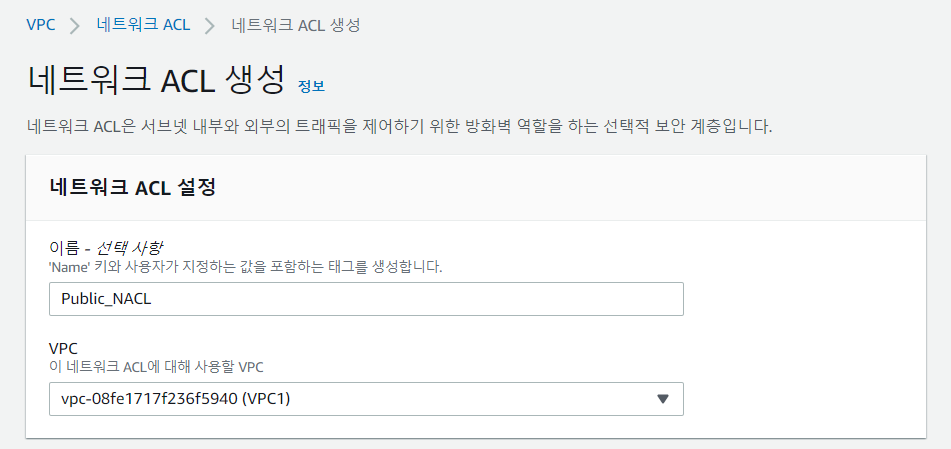 VPC > 네트워크 ACL > 네트워크 ACL 생성
네트워크 ACL 생성 정보
네트워크 ACL은 서브넷 내부와 외부의 트래픽을 제어하기 위한 방화벽 역할을 하는 선택적 보안 계층입니다.
네트워크 ACL 설정
이름 - 선택 사항
'Name' 키와 사용자가 지정하는 값을 포함하는 태그를 생성합니다.
Public_NACL
VPC
이 네트워크 ACL에 대해 사용할 VPC
vpc-08fe1717f236f5940 (VPC1)